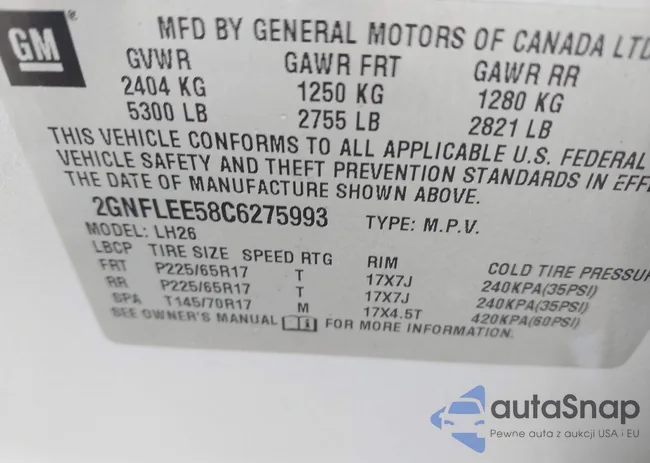 GM®
MFD BY GENERAL MOTORS OF CANADA LTD
GVWR GAWR FRT GAWR RR
2404 KG 1250 KG 1280 KG
5300 LB 2755 LB 2821 LB
THIS VEHICLE CONFORMS TO ALL APPLICABLE U.S. FEDERAL
VEHICLE SAFETY AND THEFT PREVENTION STANDARDS IN EFF
THE DATE OF MANUFACTURE SHOWN ABOVE.
2GNFLEE58C6275993 TYPE: M.P.V.
MODEL: LH26
LBCP TIRE SIZE SPEED RTG RIM COLD TIRE PRESSUR
FRT P225/65R17 T 17X7J 240KPA(35PSI)
RR P225/65R17 T 17X7J 240KPA(35PSI)
SPA T145/70R17 M 17X4.5T 420KPA(60PSI)
SEE OWNER'S MANUAL FOR MORE INFORMATION.
autaSnap
Pewne auta z aukcji USA i EU